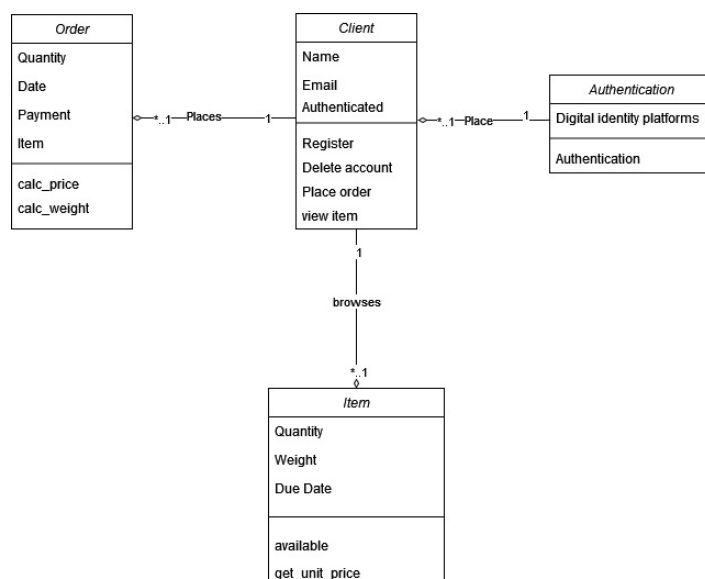 Order
Quantity
Date
Payment
Item
calc_price
calc_weight
*..1 Places 1
Client
Name
Email
Authenticated
Register
Delete account
Place order
view item
*..1 Place 1
Authentication
Digital identity platforms
Authentication
1
browses
*..1
Item
Quantity
Weight
Due Date
available
get_unit_price